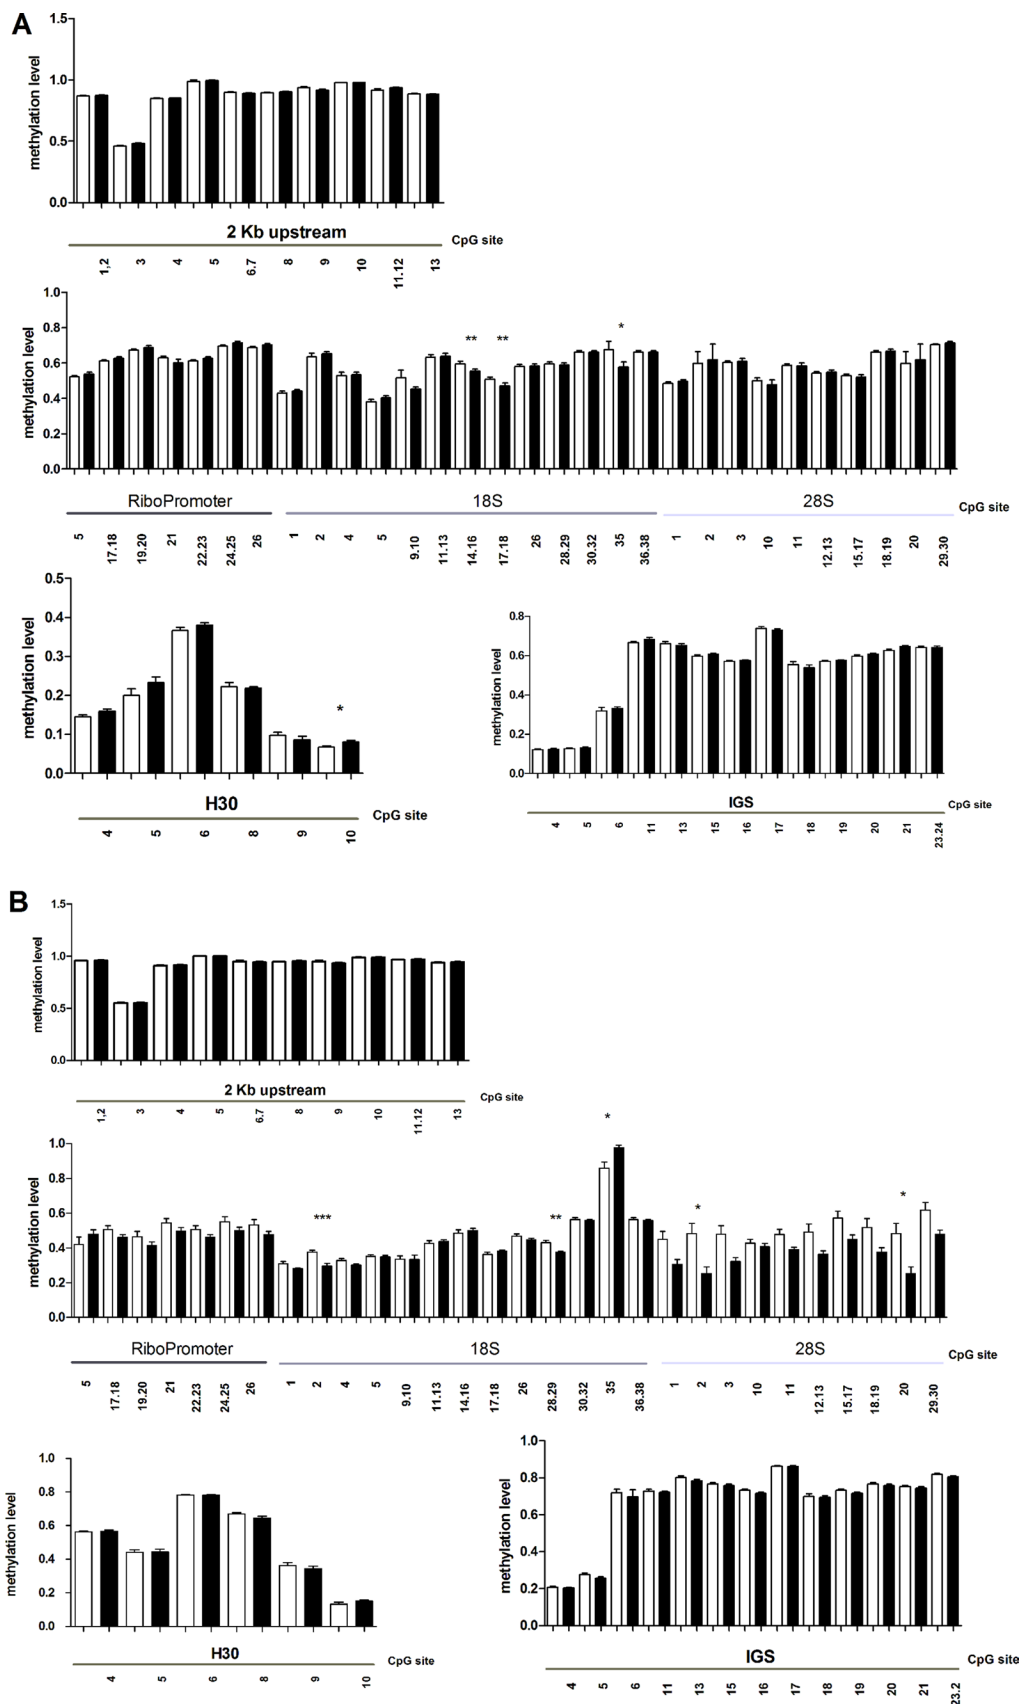 A
1.5
1.0
0.5
0.0
methylation level
2 Kb upstream
CpG site
1,2 3 4 5 6.7 8 9 10 11.12 13
1.0
0.8
0.6
0.4
0.2
0.0
methylation level
** ** *
RiboPromoter 18S 28S
CpG site
5 17.18 19.20 21 22.23 24.25 26 1 2 4 5 9.10 11.13 14.16 17.18 26 28.29 30.32 35 36.38 1 2 3 10 11 12.13 15.17 18.19 20 29.30
0.5
0.4
0.3
0.2
0.1
0.0
methylation level
*
H30
CpG site
4 5 6 8 9 10
0.8
0.6
0.4
0.2
0.0
methylation level
IGS
CpG site
4 5 6 11 13 15 16 17 18 19 20 21 23.24
B
1.5
1.0
0.5
0.0
methylation level
2 Kb upstream
CpG site
1,2 3 4 5 6.7 8 9 10 11.12 13
1.0
0.8
0.6
0.4
0.2
0.0
methylation level
*** ** * * *
RiboPromoter 18S 28S
CpG site
5 17.18 19.20 21 22.23 24.25 26 1 2 4 5 9.10 11.13 14.16 17.18 26 28.29 30.32 35 36.38 1 2 3 10 11 12.13 15.17 18.19 20 29.30
1.0
0.8
0.6
0.4
0.2
0.0
methylation level
H30
CpG site
4 5 6 8 9 10
1.0
0.8
0.6
0.4
0.2
0.0
methylation level
IGS
CpG site
4 5 6 11 13 15 16 17 18 19 20 21 23.2